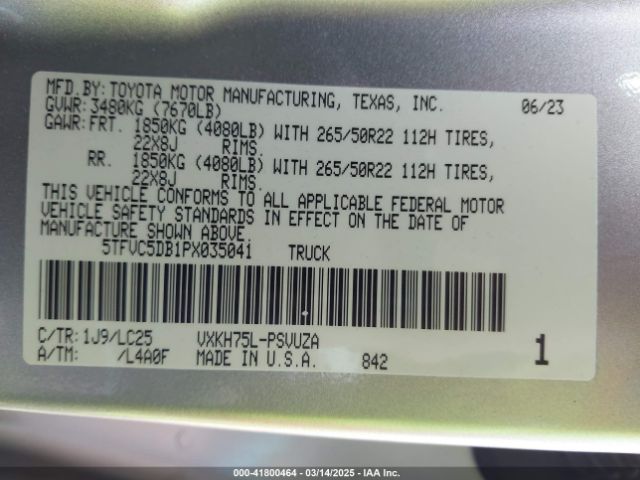 MFD.BY: TOYOTA MOTOR MANUFACTURING, TEXAS, INC. 06/23
GVWR: 3480KG (7670LB)
GAWR: FRT. 1850KG (4080LB) WITH 265/50R22 112H TIRES,
22X8J RIMS.
RR. 1850KG (4080LB) WITH 265/50R22 112H TIRES,
22X8J RIMS.
THIS VEHICLE CONFORMS TO ALL APPLICABLE FEDERAL MOTOR
VEHICLE SAFETY STANDARDS IN EFFECT ON THE DATE OF
MANUFACTURE SHOWN ABOVE.
5TFVC5DB1PX035041 TRUCK
C/TR: 1J9/LC25 VXKH75L-PSVUZA
A/TM: /L4A0F MADE IN U.S.A. 842 1
000-41800464 - 03/14/2025 - IAA Inc.